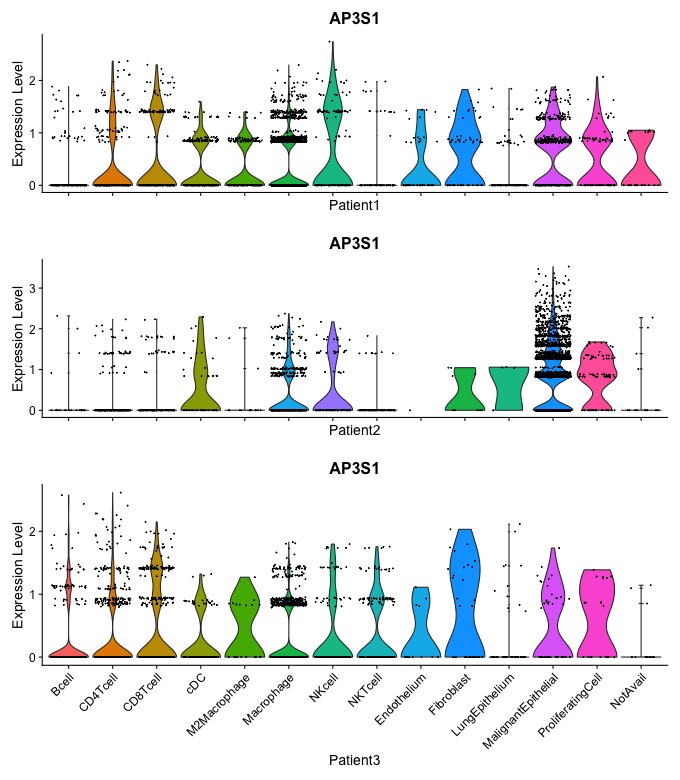 AP3S1
Expression Level
2
1
0
Patient1
AP3S1
Expression Level
3
2
1
0
Patient2
AP3S1
Expression Level
2
1
0
Bcell
CD4Tcell
CD8Tcell
cDC
M2Macrophage
Macrophage
NKcell
NKTcell
Endothelium
Fibroblast
LungEpithelium
MalignantEpithelial
ProliferatingCell
NotAvail
Patient3